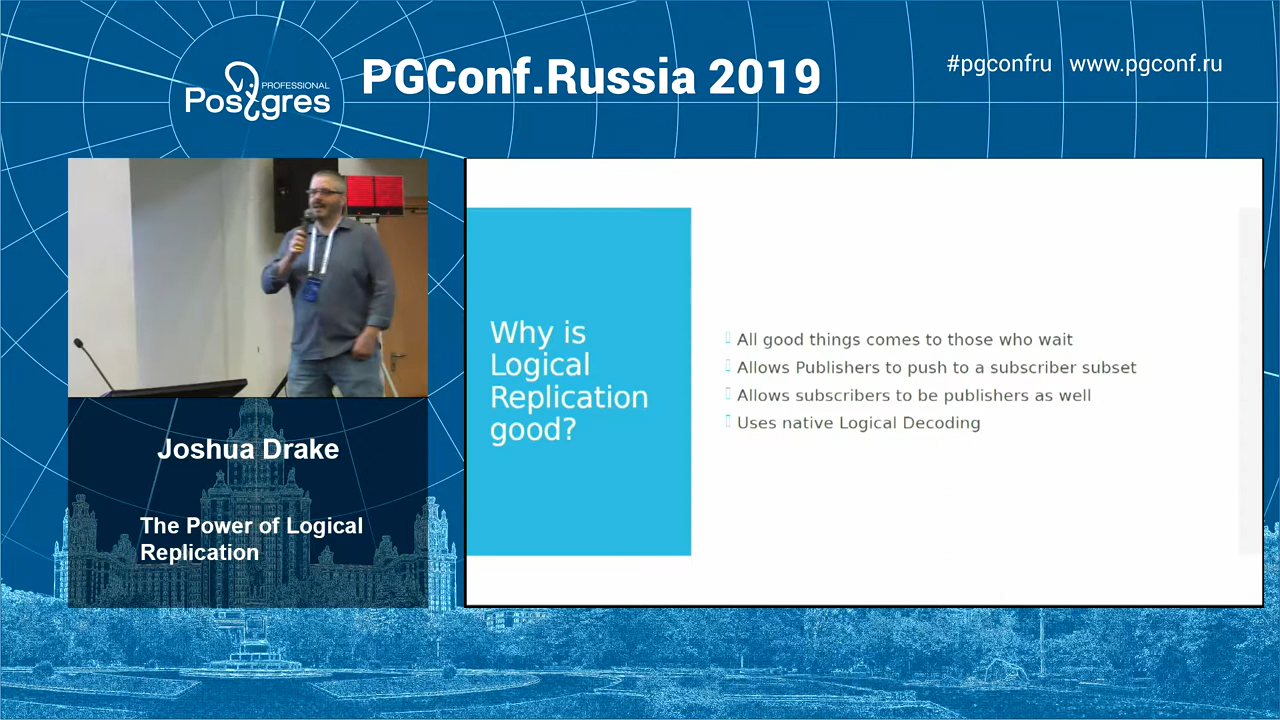 PROFESSIONAL
Postgres
PGConf.Russia 2019
#pgconfru www.pgconf.ru
Joshua Drake
The Power of Logical
Replication
Why is
Logical
Replication
good?
All good things comes to those who wait
Allows Publishers to push to a subscriber subset
Allows subscribers to be publishers as well
Uses native Logical Decoding